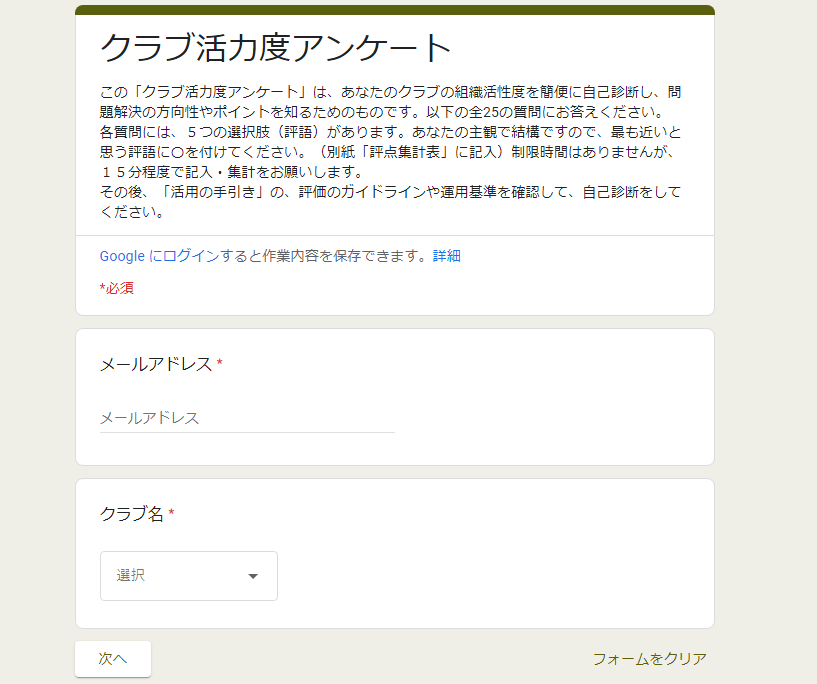 クラブ活力度アンケート
この「クラブ活力度アンケート」は、あなたのクラブの組織活性度を簡便に自己診断し、問
題解決の方向性やポイントを知るためのものです。以下の全25の質問にお答えください。
各質問には、５つの選択肢（評語）があります。あなたの主観で結構ですので、最も近いと
思う評語に〇を付けてください。（別紙「評点集計表」に記入）制限時間はありませんが、
１５分程度で記入・集計をお願いします。
その後、「活用の手引き」の、評価のガイドラインや運用基準を確認して、自己診断をして
ください。
Google にログインすると作業内容を保存できます。詳細
*必須
メールアドレス *
メールアドレス
クラブ名 *
選択
次へ
フォームをクリア